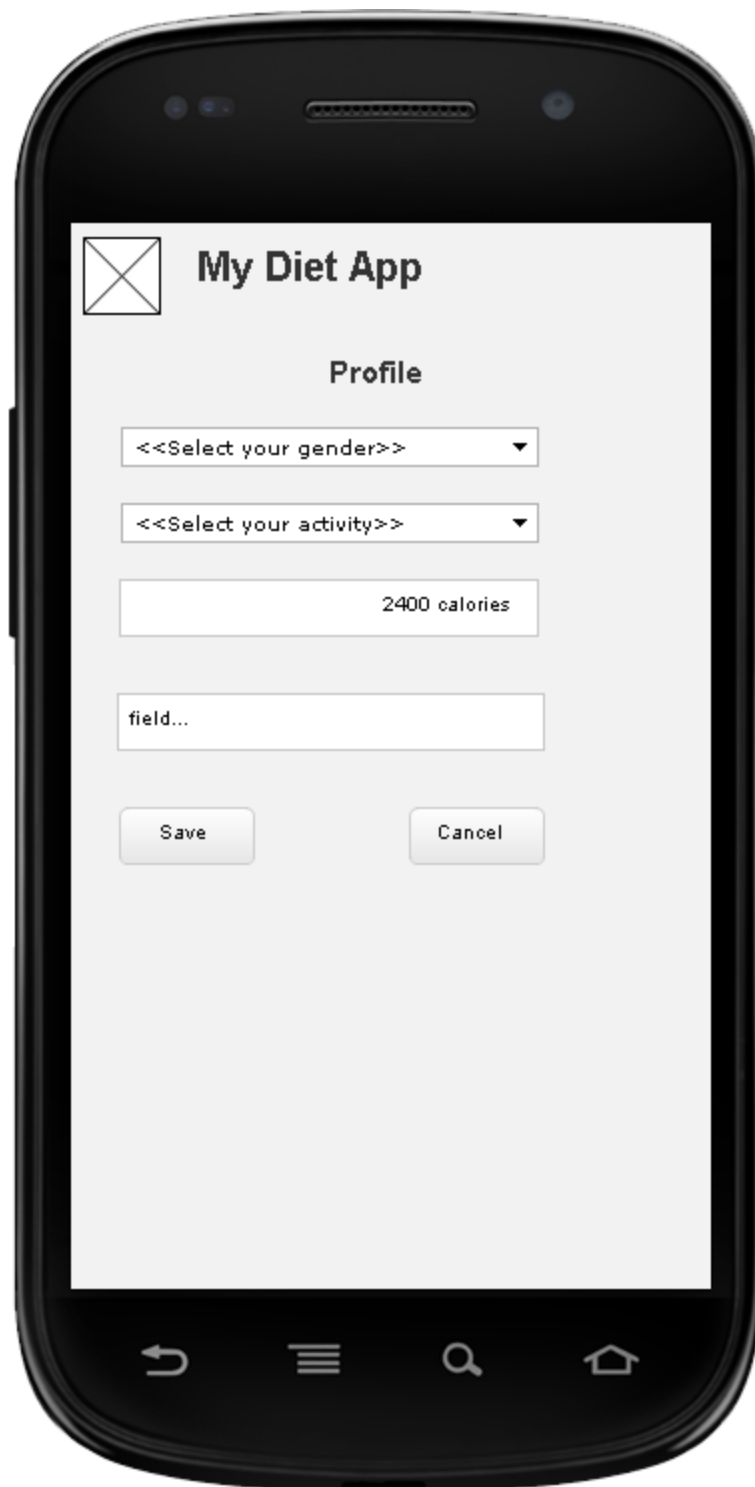 My Diet App
Profile
<<Select your gender>>
<<Select your activity>>
2400 calories
field...
Save
Cancel